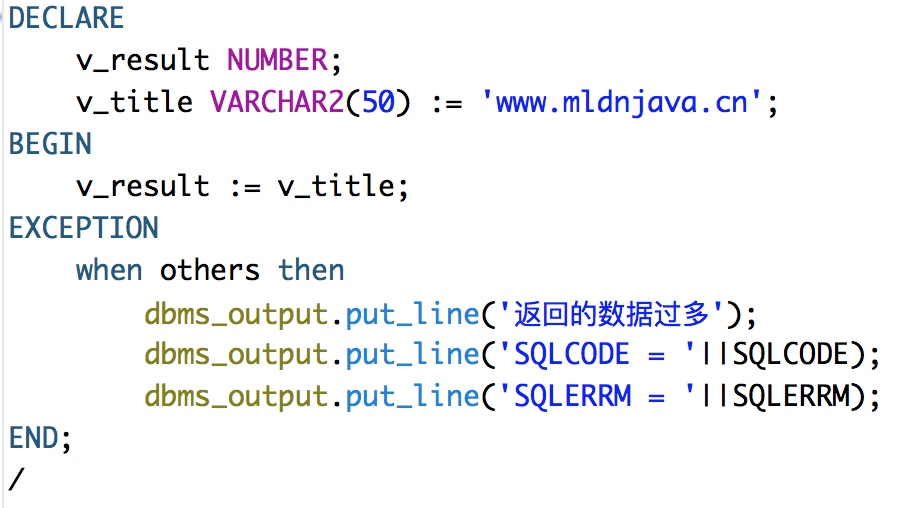 DECLARE
    v_result NUMBER;
    v_title VARCHAR2(50) := 'www.mldnjava.cn';
BEGIN
    v_result := v_title;
EXCEPTION
    when others then
        dbms_output.put_line('返回的数据过多');
        dbms_output.put_line('SQLCODE = '||SQLCODE);
        dbms_output.put_line('SQLERRM = '||SQLERRM);
END;
/